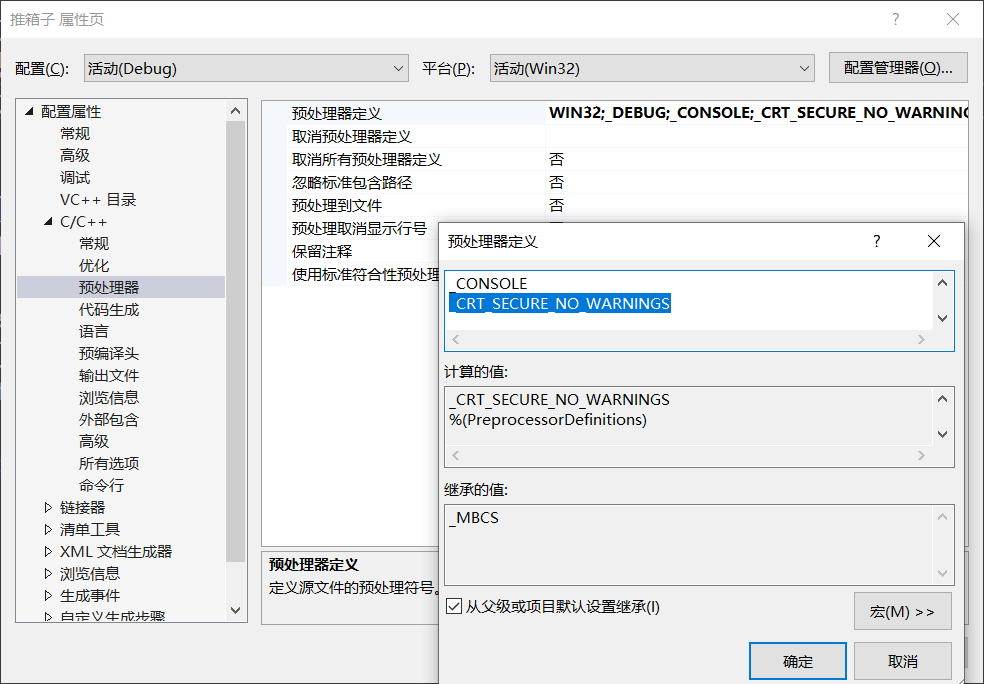 推箱子 属性页
配置(C): 活动(Debug) 平台(P): 活动(Win32) 配置管理器(O)...
配置属性
常规
高级
调试
VC++ 目录
C/C++
常规
优化
预处理器
代码生成
语言
预编译头
输出文件
浏览信息
外部包含
高级
所有选项
命令行
链接器
清单工具
XML 文档生成器
浏览信息
生成事件
自定义生成步骤
预处理器定义 WIN32;_DEBUG;_CONSOLE;_CRT_SECURE_NO_WARNING
取消预处理器定义
取消所有预处理器定义 否
忽略标准包含路径 否
预处理到文件 否
预处理取消显示行号
保留注释
使用标准符合性预处理
预处理器定义
定义源文件的预处理符号。
预处理器定义
_CONSOLE
_CRT_SECURE_NO_WARNINGS
计算的值:
_CRT_SECURE_NO_WARNINGS
%(PreprocessorDefinitions)
继承的值:
_MBCS
从父级或项目默认设置继承(I)
宏(M) >>
确定 取消